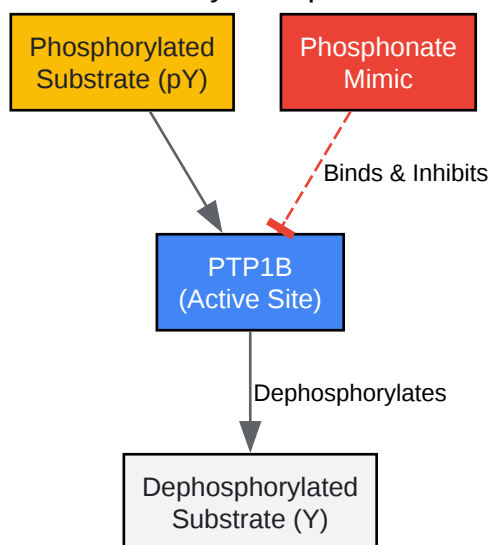 Phosphorylated
Substrate (pY)
Phosphonate
Mimic
Binds & Inhibits
PTP1B
(Active Site)
Dephosphorylates
Dephosphorylated
Substrate (Y)